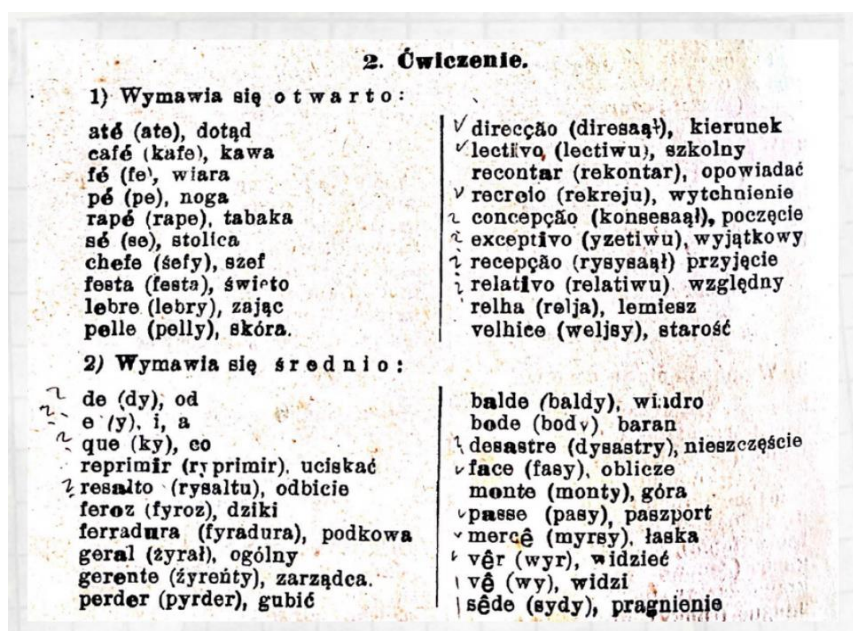 2. Ćwiczenie.
1) Wymawia się otwarto:
até (ate), dotąd
café (kafe), kawa
fé (fe), wiara
pé (pe), noga
rapé (rape), tabaka
sé (se), stolica
chefe (śefy), szef
festa (festa), święto
lebre (lebry), zając
pelle (pelly), skóra.
direcção (diresaął), kierunek
lectivo, (lectiwu), szkolny
recontar (rekontar), opowiadać
recreio (rekreju), wytchnienie
concepção (konsesaął), poczęcie
exceptivo (yzetiwu), wyjątkowy
recepção (rysysaął) przyjęcie
relativo (relatiwu) względny
relha (relja), lemiesz
velhice (weljsy), starość
2) Wymawia się średnio:
de (dy), od
e (y), i, a
que (ky), co
reprimir (ryprimir), uciskać
resalto (rysaltu), odbicie
feroz (fyroz), dziki
ferradura (fyradura), podkowa
geral (żyrał), ogólny
gerente (żyreńty), zarządca.
perder (pyrder), gubić
balde (baldy), wiadro
bode (body) baran
desastre (dysastry), nieszczęście
face (fasy), oblicze
monte (monty), góra
passe (pasy), paszport
mercê (myrsy), łaska
vêr (wyr), widzieć
vê (wy), widzi
sêde (sydy), pragnienie